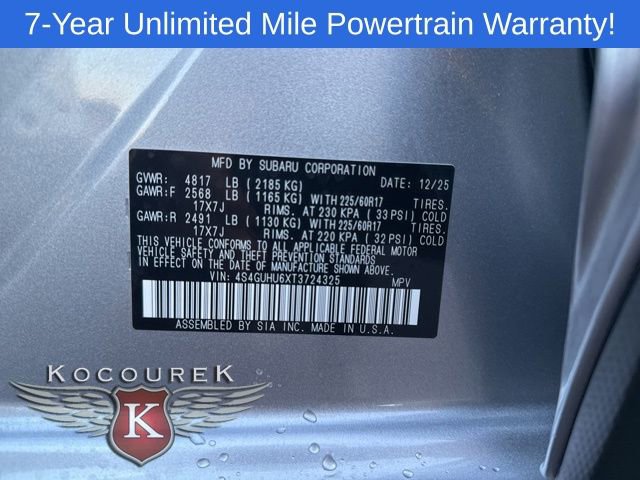 7-Year Unlimited Mile Powertrain Warranty!
MFD BY SUBARU CORPORATION
GVWR: 4817 LB (2185 KG) DATE: 12/25
GAWR:F 2568 LB (1165 KG) WITH 225/60R17 TIRES.
17X7J RIMS. AT 230 KPA (33 PSI) COLD
GAWR:R 2491 LB (1130 KG) WITH 225/60R17 TIRES.
17X7J RIMS. AT 220 KPA (32 PSI) COLD
THIS VEHICLE CONFORMS TO ALL APPLICABLE FEDERAL MOTOR
VEHICLE SAFETY AND THEFT PREVENTION STANDARDS
IN EFFECT ON THE DATE OF MANUFACTURE SHOWN ABOVE.
VIN: 4S4GUHU6XT3724325 MPV
ASSEMBLED BY SIA INC. MADE IN U.S.A.
KOCOUREK
K